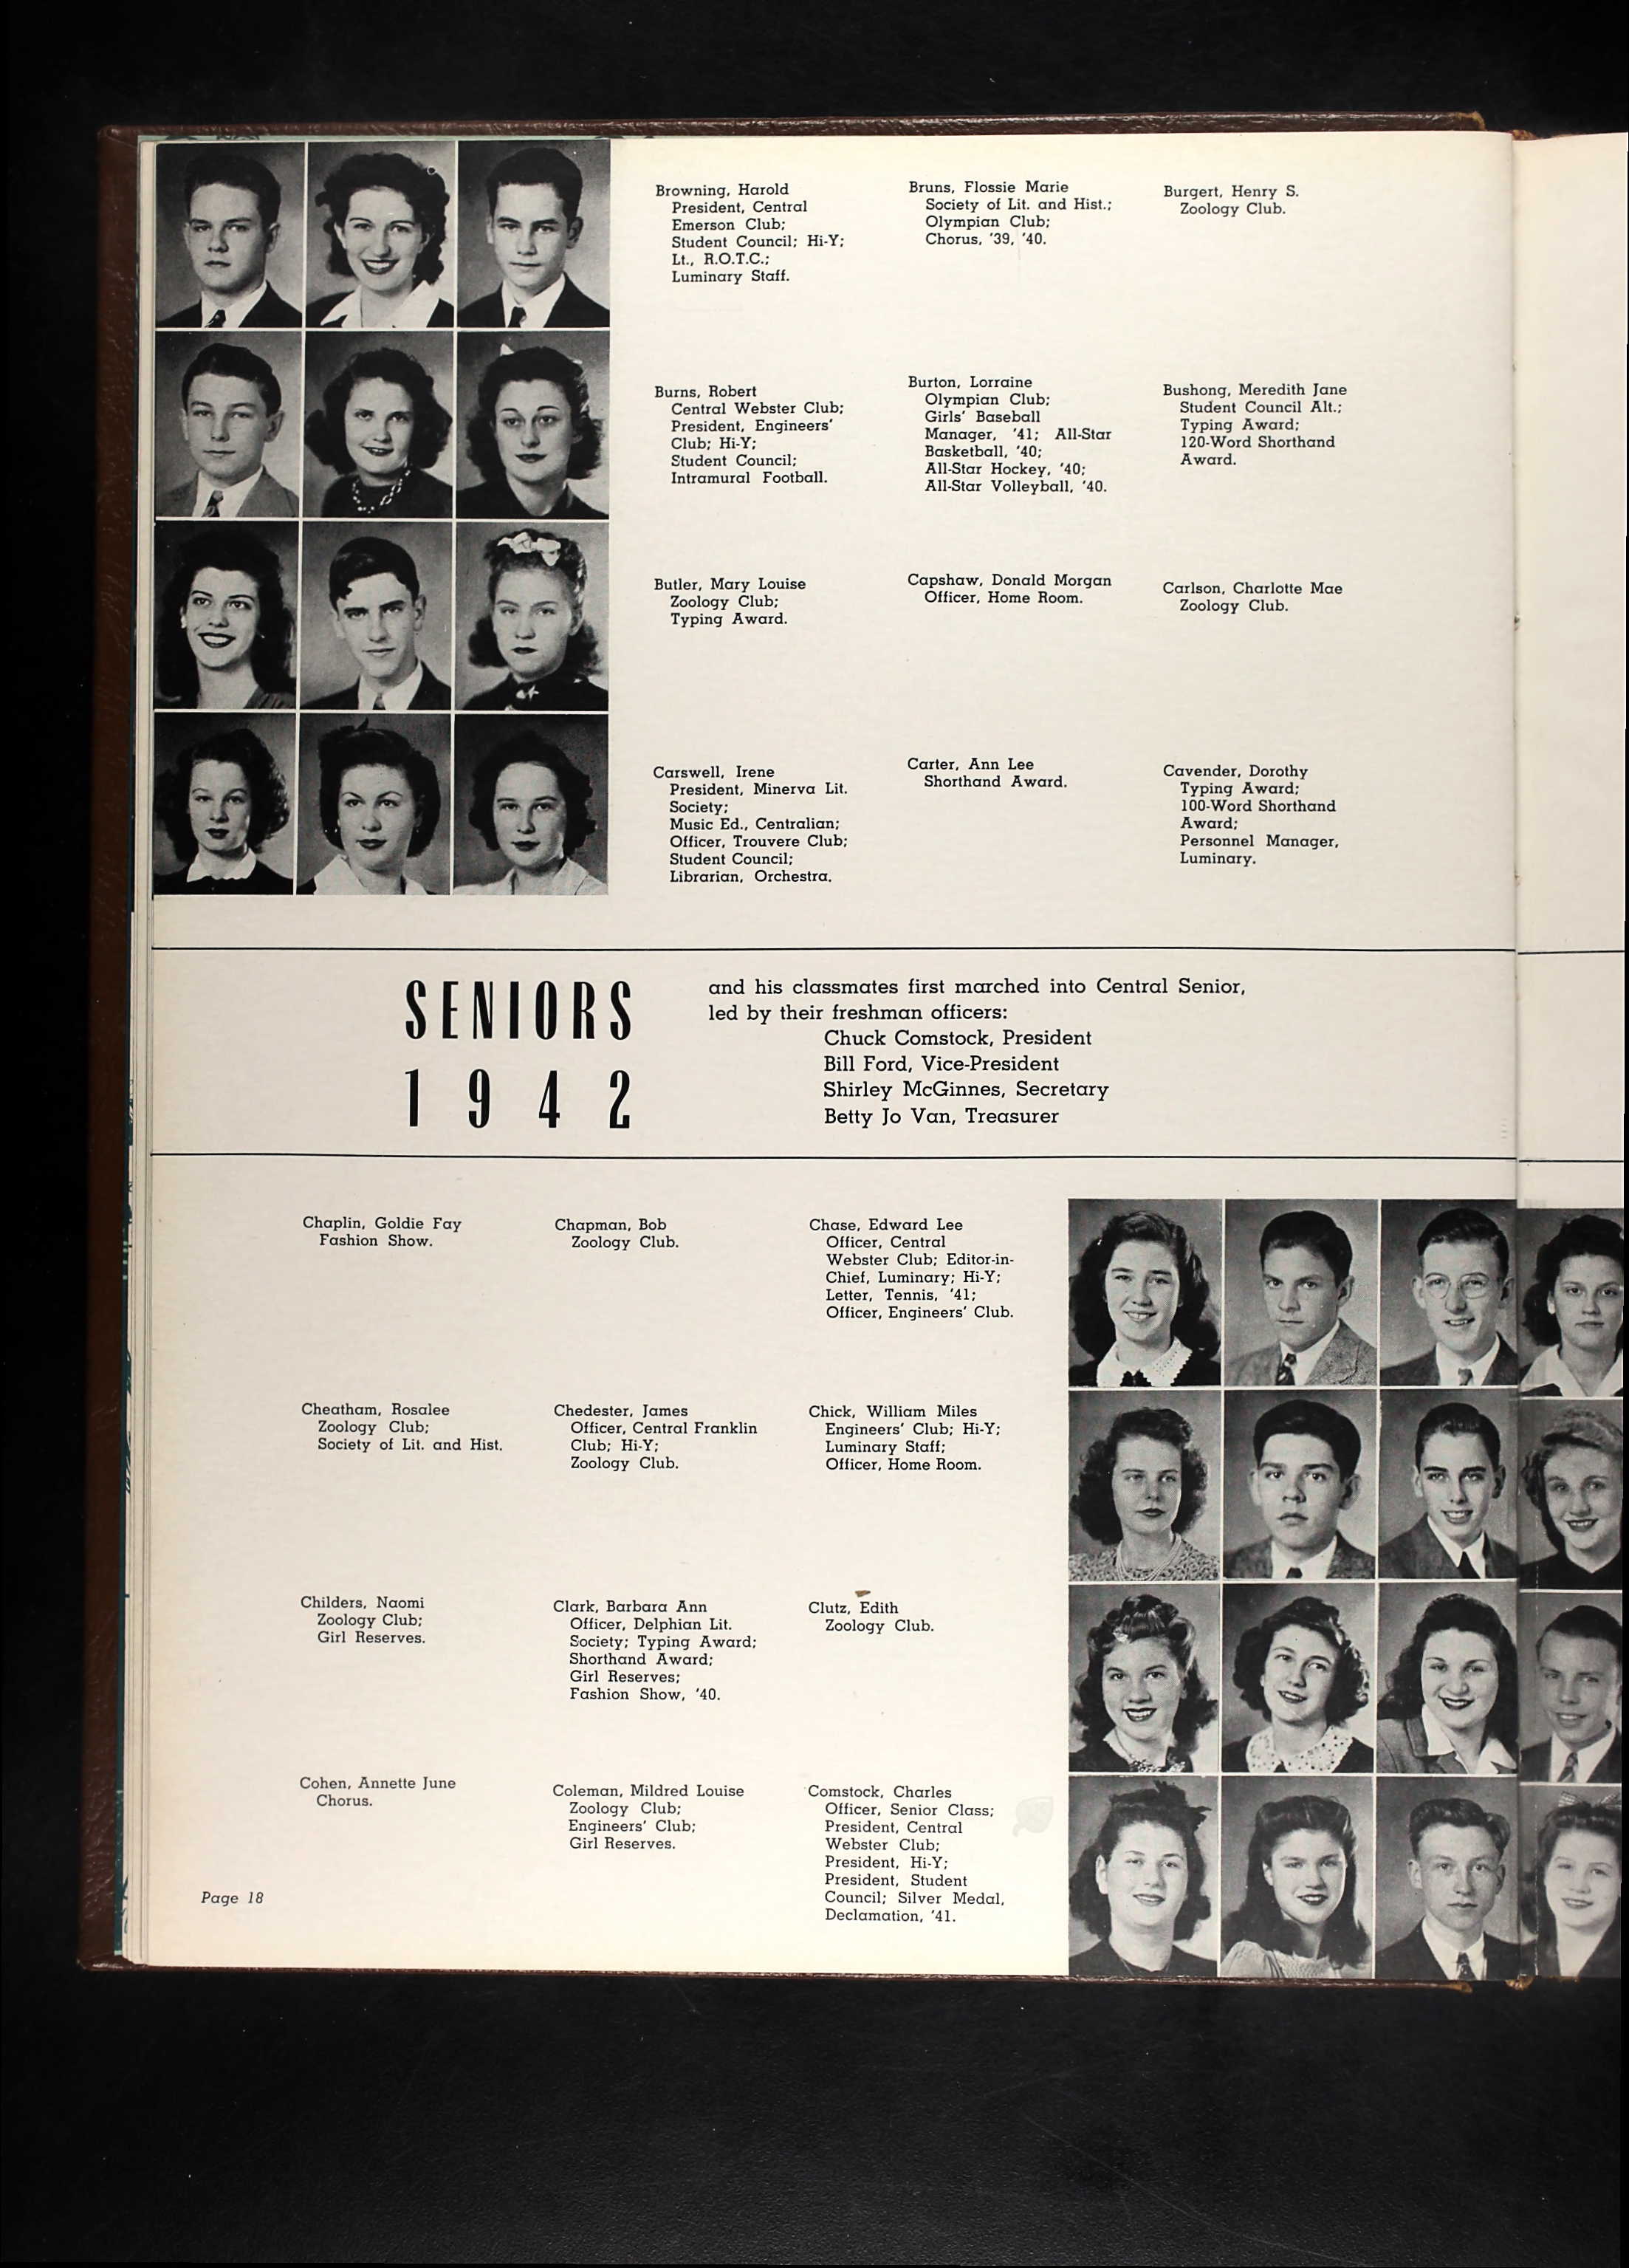 Browning, Harold
President, Central
Emerson Club;
Student Council; Hi-Y;
Lt., R.O.T.C.;
Luminary Staff.
Bruns, Flossie Marie
Society of Lit. and Hist.;
Olympian Club;
Chorus, '39, '40.
Burgert, Henry S.
Zoology Club.
Burns, Robert
Central Webster Club;
President, Engineers'
Club; Hi-Y;
Student Council;
Intramural Football.
Burton, Lorraine
Olympian Club;
Girls' Baseball
Manager, '41; All-Star
Basketball, '40;
All-Star Hockey, '40;
All-Star Volleyball, '40.
Bushong, Meredith Jane
Student Council Alt.;
Typing Award;
120-Word Shorthand
Award.
Butler, Mary Louise
Zoology Club;
Typing Award.
Capshaw, Donald Morgan
Officer, Home Room.
Carlson, Charlotte Mae
Zoology Club.
Carswell, Irene
President, Minerva Lit.
Society;
Music Ed., Centralian;
Officer, Trouvere Club;
Student Council;
Librarian, Orchestra.
Carter, Ann Lee
Shorthand Award.
Cavender, Dorothy
Typing Award;
100-Word Shorthand
Award;
Personnel Manager,
Luminary.
SENIORS
1942
and his classmates first marched into Central Senior,
led by their freshman officers:
Chuck Comstock, President
Bill Ford, Vice-President
Shirley McGinnes, Secretary
Betty Jo Van, Treasurer
Chaplin, Goldie Fay
Fashion Show.
Chapman, Bob
Zoology Club.
Chase, Edward Lee
Officer, Central
Webster Club; Editor-in-
Chief, Luminary; Hi-Y;
Letter, Tennis, '41;
Officer, Engineers' Club.
Cheatham, Rosalee
Zoology Club;
Society of Lit. and Hist.
Chedester, James
Officer, Central Franklin
Club; Hi-Y;
Zoology Club.
Chick, William Miles
Engineers' Club; Hi-Y;
Luminary Staff;
Officer, Home Room.
Childers, Naomi
Zoology Club;
Girl Reserves.
Clark, Barbara Ann
Officer, Delphian Lit.
Society; Typing Award;
Shorthand Award;
Girl Reserves;
Fashion Show, '40.
Clutz, Edith
Zoology Club.
Cohen, Annette June
Chorus.
Coleman, Mildred Louise
Zoology Club;
Engineers' Club;
Girl Reserves.
Comstock, Charles
Officer, Senior Class;
President, Central
Webster Club;
President, Hi-Y;
President, Student
Council; Silver Medal,
Declamation, '41.
Page 18